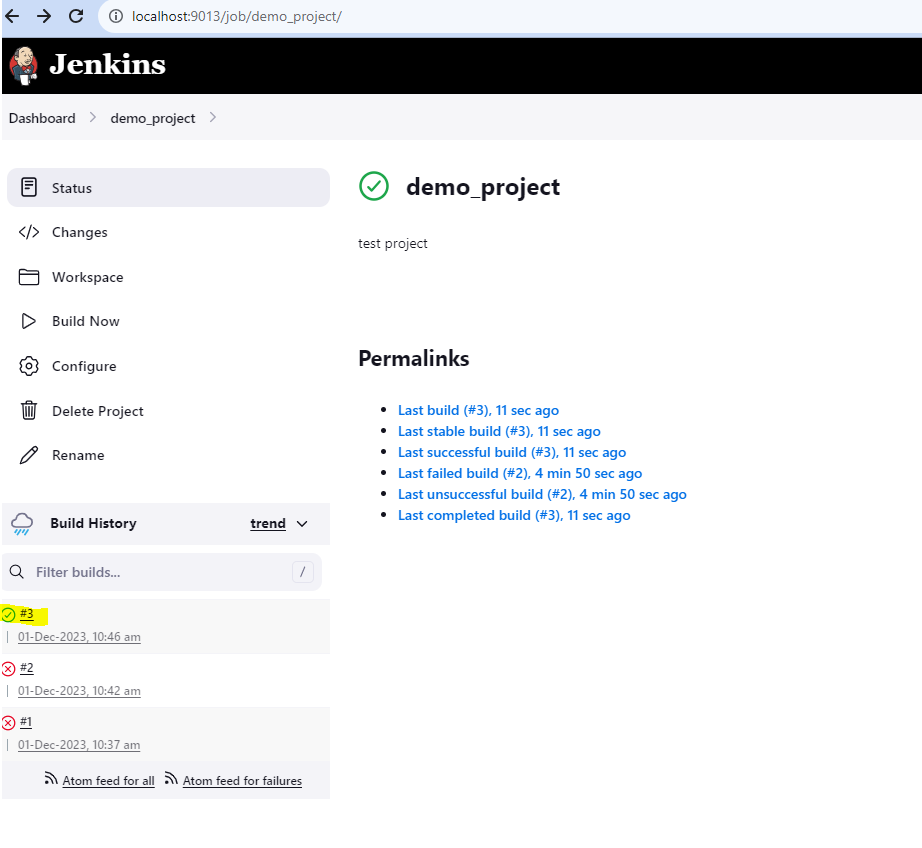 localhost:9013/job/demo_project/
Jenkins
Dashboard > demo_project >
Status
Changes
Workspace
Build Now
Configure
Delete Project
Rename
Build History trend
Filter builds... /
#3
01-Dec-2023, 10:46 am
#2
01-Dec-2023, 10:42 am
#1
01-Dec-2023, 10:37 am
Atom feed for all Atom feed for failures
demo_project
test project
Permalinks
• Last build (#3), 11 sec ago
• Last stable build (#3), 11 sec ago
• Last successful build (#3), 11 sec ago
• Last failed build (#2), 4 min 50 sec ago
• Last unsuccessful build (#2), 4 min 50 sec ago
• Last completed build (#3), 11 sec ago